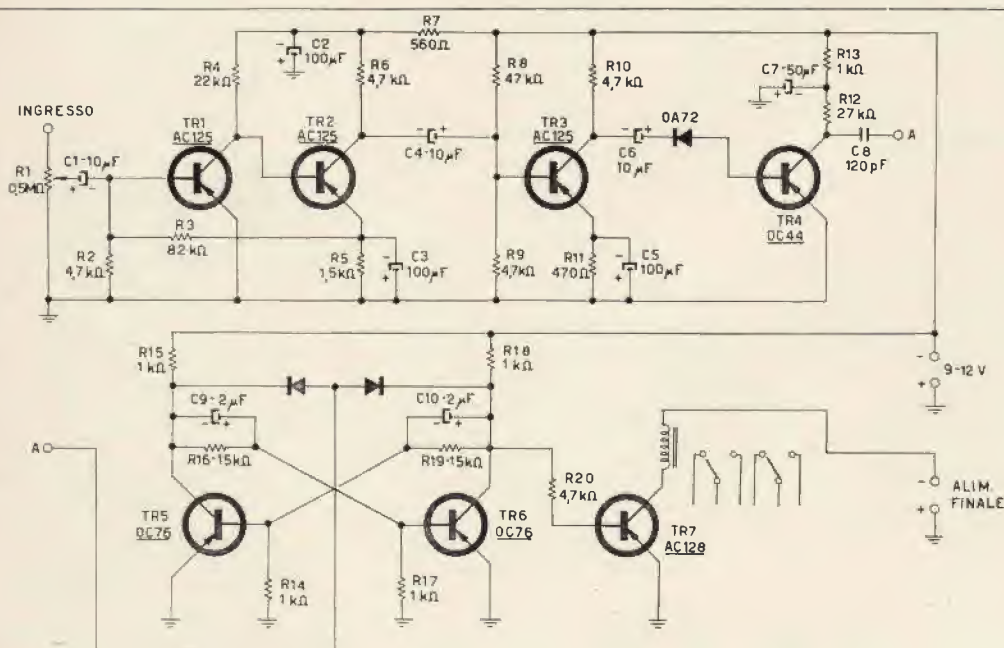 R7
560Ω
C2
100µF
R4
22kΩ
R6
4,7kΩ
R8
47kΩ
R10
4,7kΩ
R13
1kΩ
C7-50µF
R12
27kΩ
INGRESSO
TR1
AC125
TR2
AC125
TR3
AC125
OA72
C6
10µF
C4-10µF
A
C8
120pF
R1
0,5MΩ
C1-10µF
TR4
OC44
R3
82kΩ
R2
4,7kΩ
R5
1,5kΩ
C3
100µF
R9
4,7kΩ
R11
470Ω
C5
100µF
R15
1kΩ
R18
1kΩ
9-12V
C9-2µF
C10-2µF
A
R16-15kΩ
R19-15kΩ
R20
4,7kΩ
ALIM.
FINALE
TR5
OC76
TR6
OC76
TR7
AC128
R14
1kΩ
R17
1kΩ